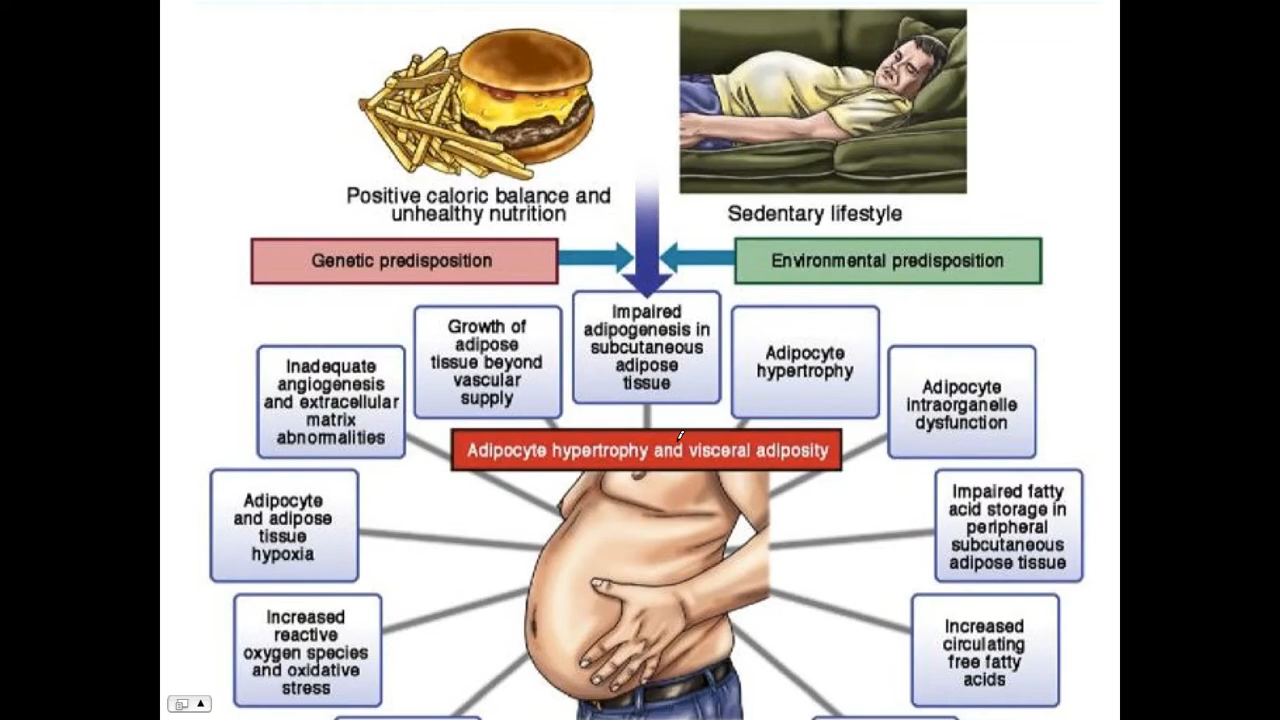 Positive caloric balance and
unhealthy nutrition
Sedentary lifestyle
Genetic predisposition
Environmental predisposition
Impaired
adipogenesis in
subcutaneous
adipose
tissue
Growth of
adipose
tissue beyond
vascular
supply
Adipocyte
hypertrophy
Inadequate
angiogenesis
and extracellular
matrix
abnormalities
Adipocyte
intraorganelle
dysfunction
Adipocyte hypertrophy and visceral adiposity
Adipocyte
and adipose
tissue
hypoxia
Impaired fatty
acid storage in
peripheral
subcutaneous
adipose tissue
Increased
reactive
oxygen species
and oxidative
stress
Increased
circulating
free fatty
acids